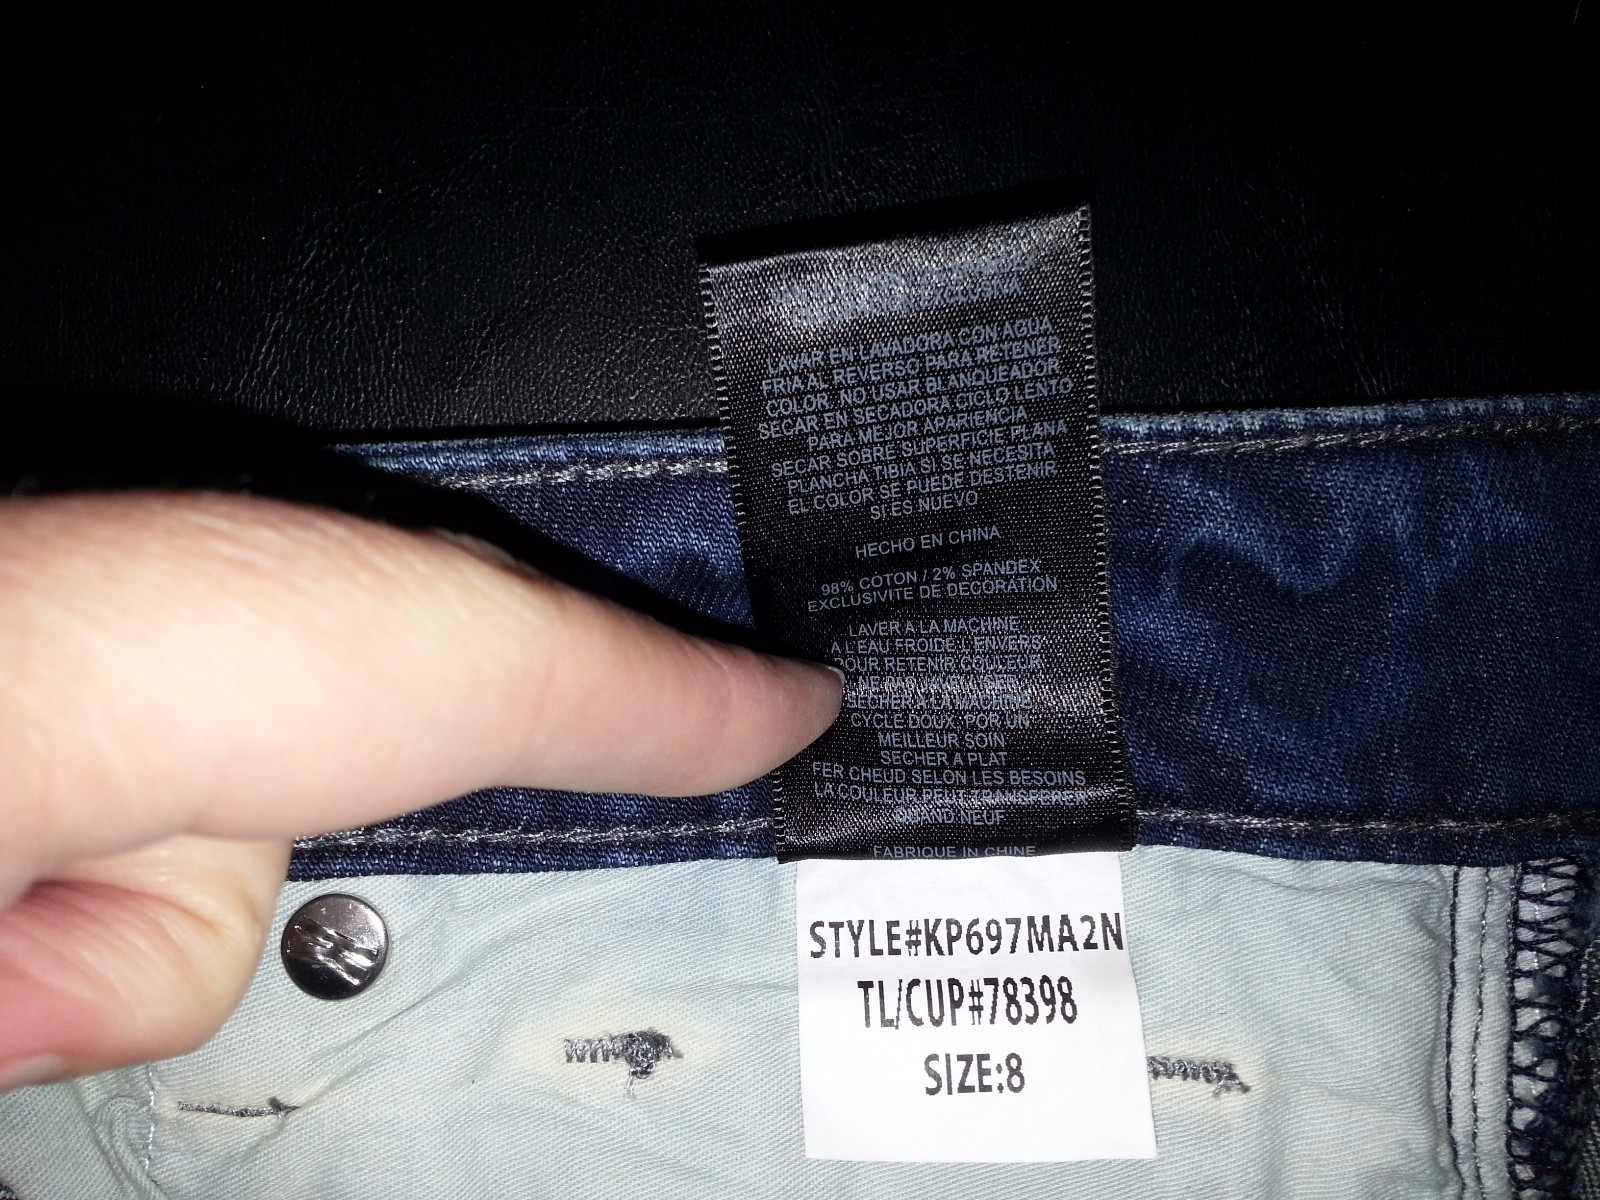 LAVAR EN LAVADORA CON AGUA
FRIA AL REVERSO PARA RETENER
COLOR. NO USAR BLANQUEADOR
SECAR EN SECADORA CICLO LENTO
PARA MEJOR APARIENCIA
SECAR SOBRE SUPERFICIE PLANA
PLANCHA TIBIA SI SE NECESITA
EL COLOR SE PUEDE DESTENIR
SI ES NUEVO
HECHO EN CHINA
98% COTON / 2% SPANDEX
EXCLUSIVITE DE DECORATION
LAVER A LA MACHINE
A L'EAU FROIDE L'ENVERS
POUR RETENIR COULEUR
SECHER A LA MACHINE
CYCLE DOUX. POR UN
MEILLEUR SOIN
SECHER A PLAT
FER CHEUD SELON LES BESOINS
LA COULEUR PEUT TRANSFERER
QUAND NEUF
FABRIQUE IN CHINE
STYLE#KP697MA2N
TL/CUP#78398
SIZE:8